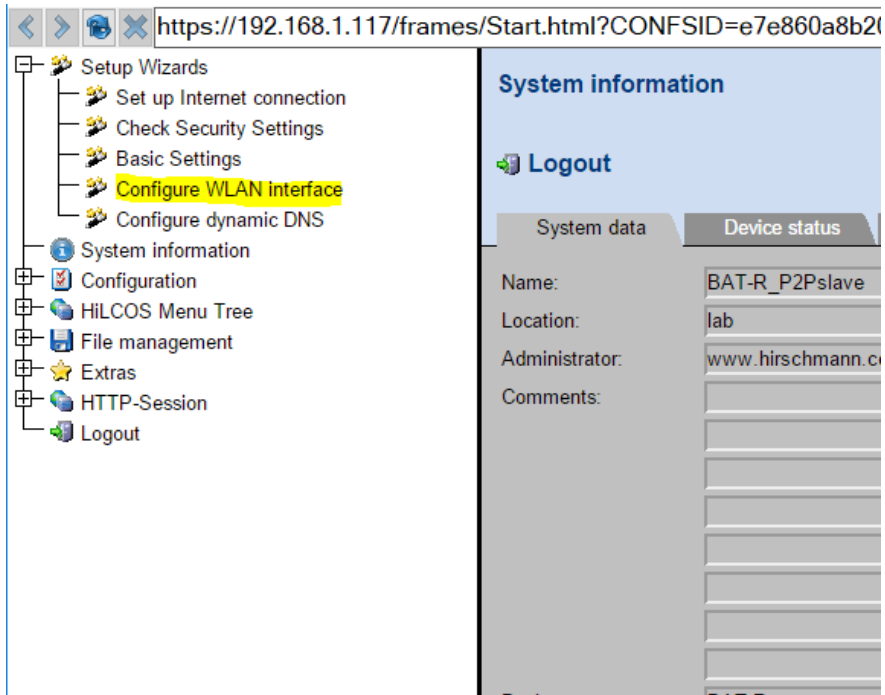 https://192.168.1.117/frames/Start.html?CONFSID=e7e860a8b20
Setup Wizards
Set up Internet connection
Check Security Settings
Basic Settings
Configure WLAN interface
Configure dynamic DNS
System information
Configuration
HiLCOS Menu Tree
File management
Extras
HTTP-Session
Logout
System information
Logout
System data
Device status
Name: BAT-R_P2Pslave
Location: lab
Administrator: www.hirschmann.c
Comments: